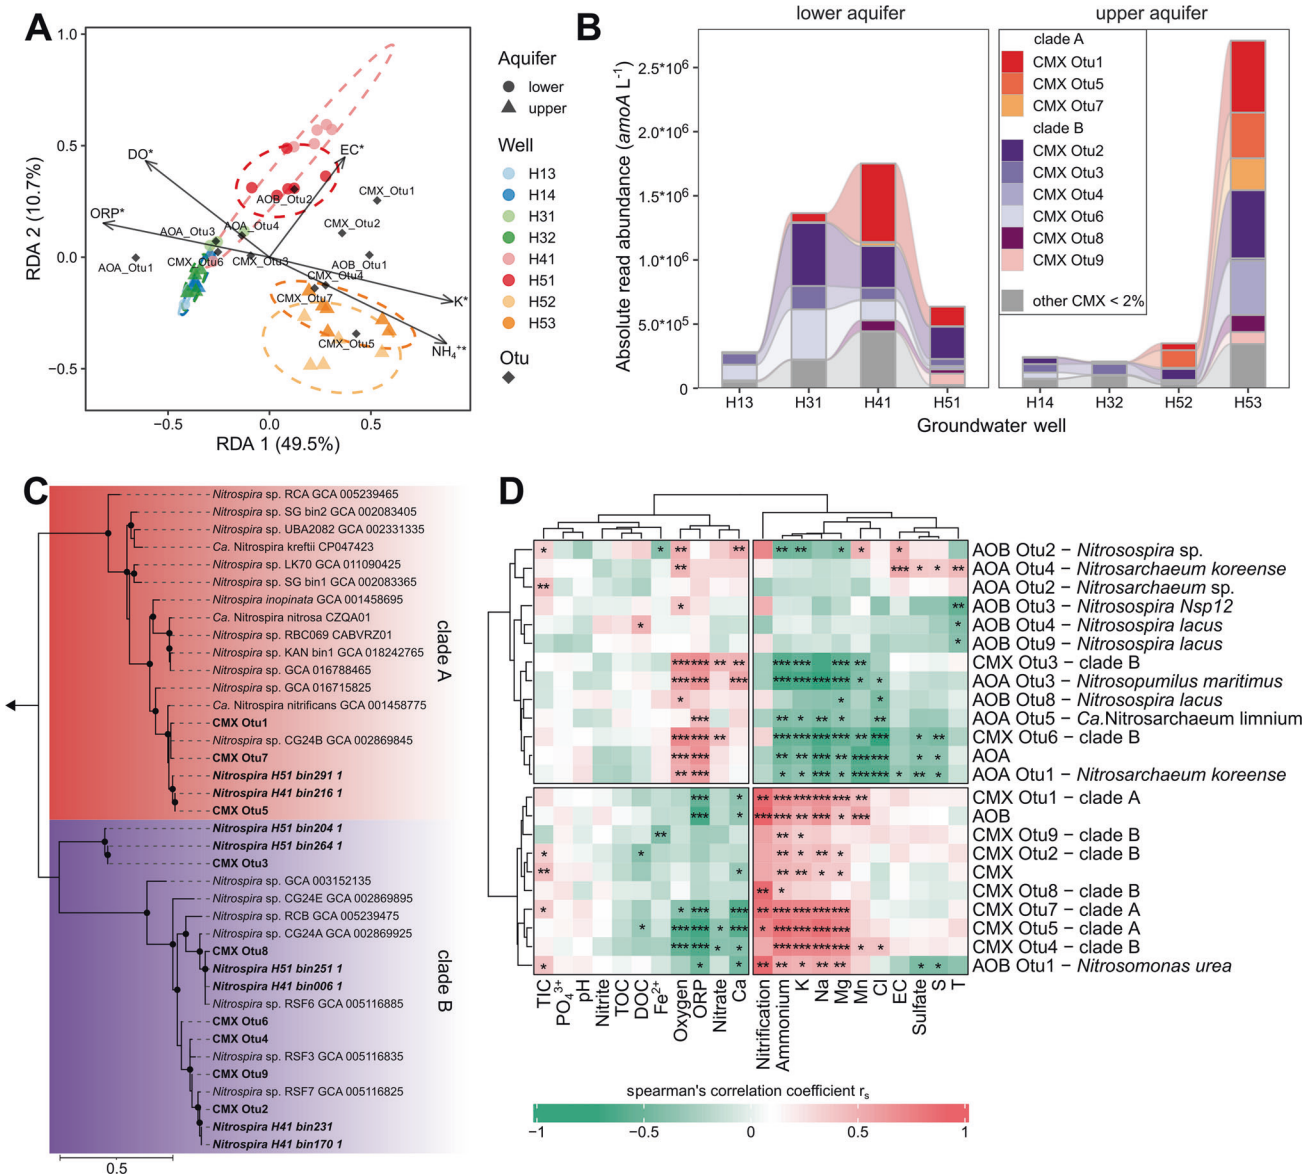 A
1.0
0.5
0.0
−0.5
RDA 2 (10.7%)
−0.5
0.0
0.5
RDA 1 (49.5%)
DO*
EC*
ORP*
K*
NH₄⁺*
CMX_Otu1
AOB_Otu2
CMX_Otu2
AOA_Otu3
AOA_Otu4
AOA_Otu1
CMX_Otu6
CMX_Otu3
AOB_Otu1
CMX_Otu4
CMX_Otu7
CMX_Otu5
Aquifer
lower
upper
Well
H13
H14
H31
H32
H41
H51
H52
H53
Otu
B
lower aquifer
upper aquifer
Absolute read abundance (amoA L⁻¹)
2.5*10⁶
2.0*10⁶
1.5*10⁶
1.0*10⁶
5.0*10⁵
0
H13
H31
H41
H51
H14
H32
H52
H53
Groundwater well
clade A
CMX Otu1
CMX Otu5
CMX Otu7
clade B
CMX Otu2
CMX Otu3
CMX Otu4
CMX Otu6
CMX Otu8
CMX Otu9
other CMX < 2%
C
Nitrospira sp. RCA GCA 005239465
Nitrospira sp. SG bin2 GCA 002083405
Nitrospira sp. UBA2082 GCA 002331335
Ca. Nitrospira kreftii CP047423
Nitrospira sp. LK70 GCA 011090425
Nitrospira sp. SG bin1 GCA 002083365
Nitrospira inopinata GCA 001458695
Ca. Nitrospira nitrosa CZQA01
Nitrospira sp. RBC069 CABVRZ01
Nitrospira sp. KAN bin1 GCA 018242765
Nitrospira sp. GCA 016788465
Nitrospira sp. GCA 016715825
Ca. Nitrospira nitrificans GCA 001458775
CMX Otu1
Nitrospira sp. CG24B GCA 002869845
CMX Otu7
Nitrospira H51 bin291 1
Nitrospira H41 bin216 1
CMX Otu5
Nitrospira H51 bin204 1
Nitrospira H51 bin264 1
CMX Otu3
Nitrospira sp. GCA 003152135
Nitrospira sp. CG24E GCA 002869895
Nitrospira sp. RCB GCA 005239475
Nitrospira sp. CG24A GCA 002869925
CMX Otu8
Nitrospira H51 bin251 1
Nitrospira H41 bin006 1
Nitrospira sp. RSF6 GCA 005116885
CMX Otu6
CMX Otu4
Nitrospira sp. RSF3 GCA 005116835
CMX Otu9
Nitrospira sp. RSF7 GCA 005116825
CMX Otu2
Nitrospira H41 bin231
Nitrospira H41 bin170 1
clade A
clade B
0.5
D
AOB Otu2 − Nitrosospira sp.
AOA Otu4 − Nitrosarchaeum koreense
AOA Otu2 − Nitrosarchaeum sp.
AOB Otu3 − Nitrosospira Nsp12
AOB Otu4 − Nitrosospira lacus
AOB Otu9 − Nitrosospira lacus
CMX Otu3 − clade B
AOA Otu3 − Nitrosopumilus maritimus
AOB Otu8 − Nitrosospira lacus
AOA Otu5 − Ca.Nitrosarchaeum limnium
CMX Otu6 − clade B
AOA
AOA Otu1 − Nitrosarchaeum koreense
CMX Otu1 − clade A
AOB
CMX Otu9 − clade B
CMX Otu2 − clade B
CMX
CMX Otu8 − clade B
CMX Otu7 − clade A
CMX Otu5 − clade A
CMX Otu4 − clade B
AOB Otu1 − Nitrosomonas urea
TIC
PO₄³⁺
pH
Nitrite
TOC
DOC
Fe²⁺
Oxygen
ORP
Nitrate
Ca
Nitrification
Ammonium
K
Na
Mg
Mn
Cl
EC
Sulfate
S
T
spearman's correlation coefficient rₛ
−1
−0.5
0
0.5
1